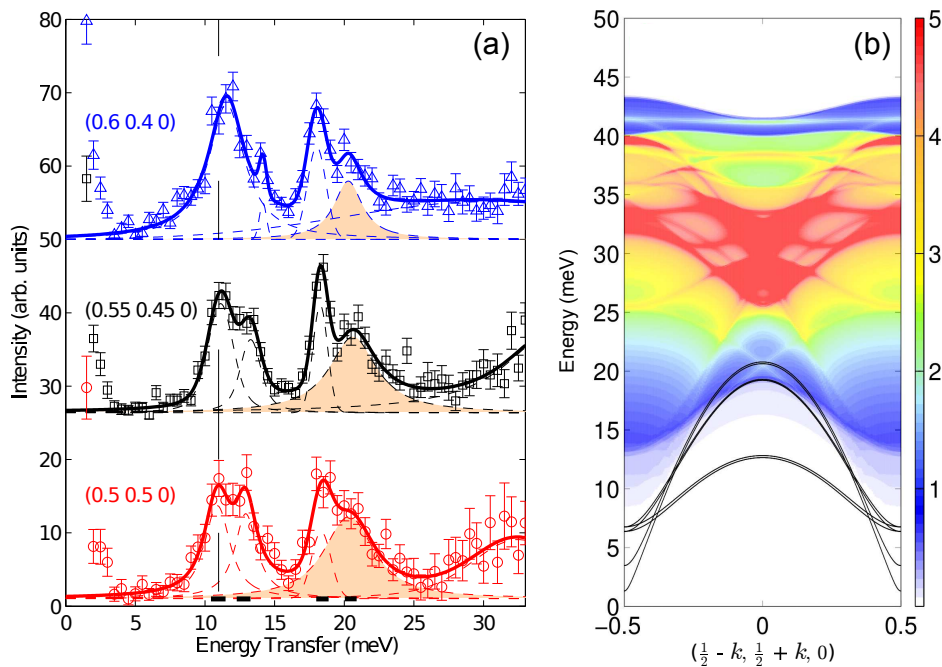 (a)
(0.6 0.4 0)
(0.55 0.45 0)
(0.5 0.5 0)
80
70
60
50
40
30
20
10
0
Intensity (arb. units)
0 5 10 15 20 25 30
Energy Transfer (meV)
(b)
50
45
40
35
30
25
20
15
10
5
0
Energy (meV)
−0.5 0 0.5
(1/2 - k, 1/2 + k, 0)
5
4
3
2
1
0